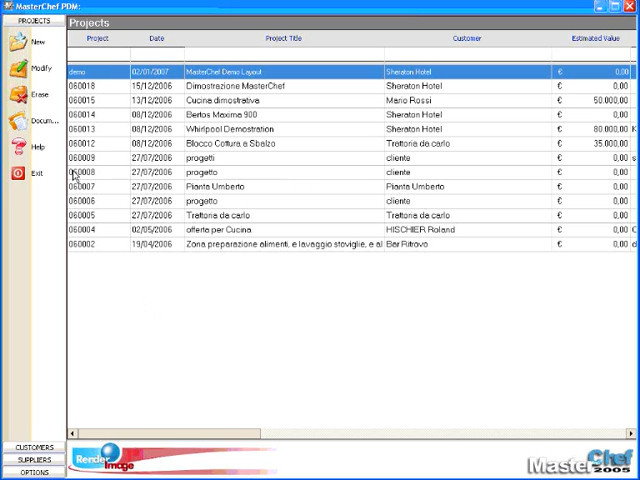 MasterChef PDM:
PROJECTS
Projects
New
Modify
Erase
Docum...
Help
Exit
Project Date Project Title Customer Estimated Value
demo 02/01/2007 MasterChef Demo Layout Sheraton Hotel € 0,00
060018 15/12/2006 Dimostrazione MasterChef Sheraton Hotel € 0,00
060015 13/12/2006 Cucina dimostrativa Mario Rossi € 50.000,00
060014 08/12/2006 Bertos Maxima 900 Sheraton Hotel € 0,00
060013 08/12/2006 Whirlpool Demostration Sheraton Hotel € 80.000,00 K
060012 08/12/2006 Blocco Cottura a Sbalzo Trattoria da carlo € 35.000,00
060009 27/07/2006 progetti cliente € 0,00 s
060008 27/07/2006 progetto cliente € 0,00
060007 27/07/2006 Pianta Umberto Pianta Umberto € 0,00
060006 27/07/2006 progetto cliente € 0,00
060005 27/07/2006 Trattoria da carlo Trattoria da carlo € 0,00
060004 02/05/2006 offerta per Cucina HISCHIER Roland € 0,00 C
060002 19/04/2006 Zona preparazione alimenti, e lavaggio stoviglie, e al Bar Ritrovo € 0,00 d
CUSTOMERS
SUPPLIERS
OPTIONS
Render Image
MasterChef
2005